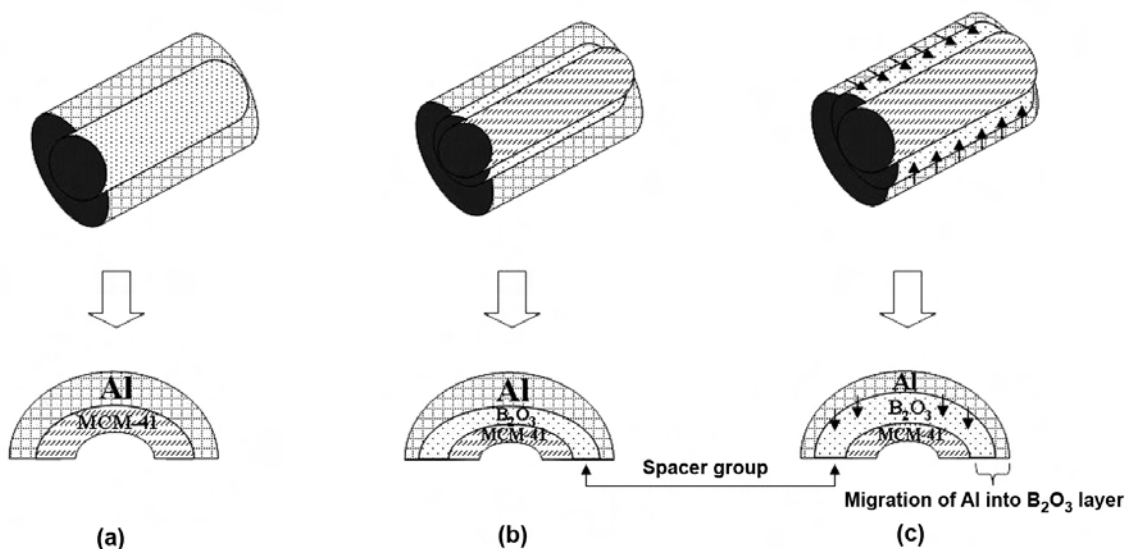 Al
MCM-41
(a)
Al
B₂O₃
MCM-41
(b)
Spacer group
Al
B₂O₃
MCM-41
Migration of Al into B₂O₃ layer
(c)